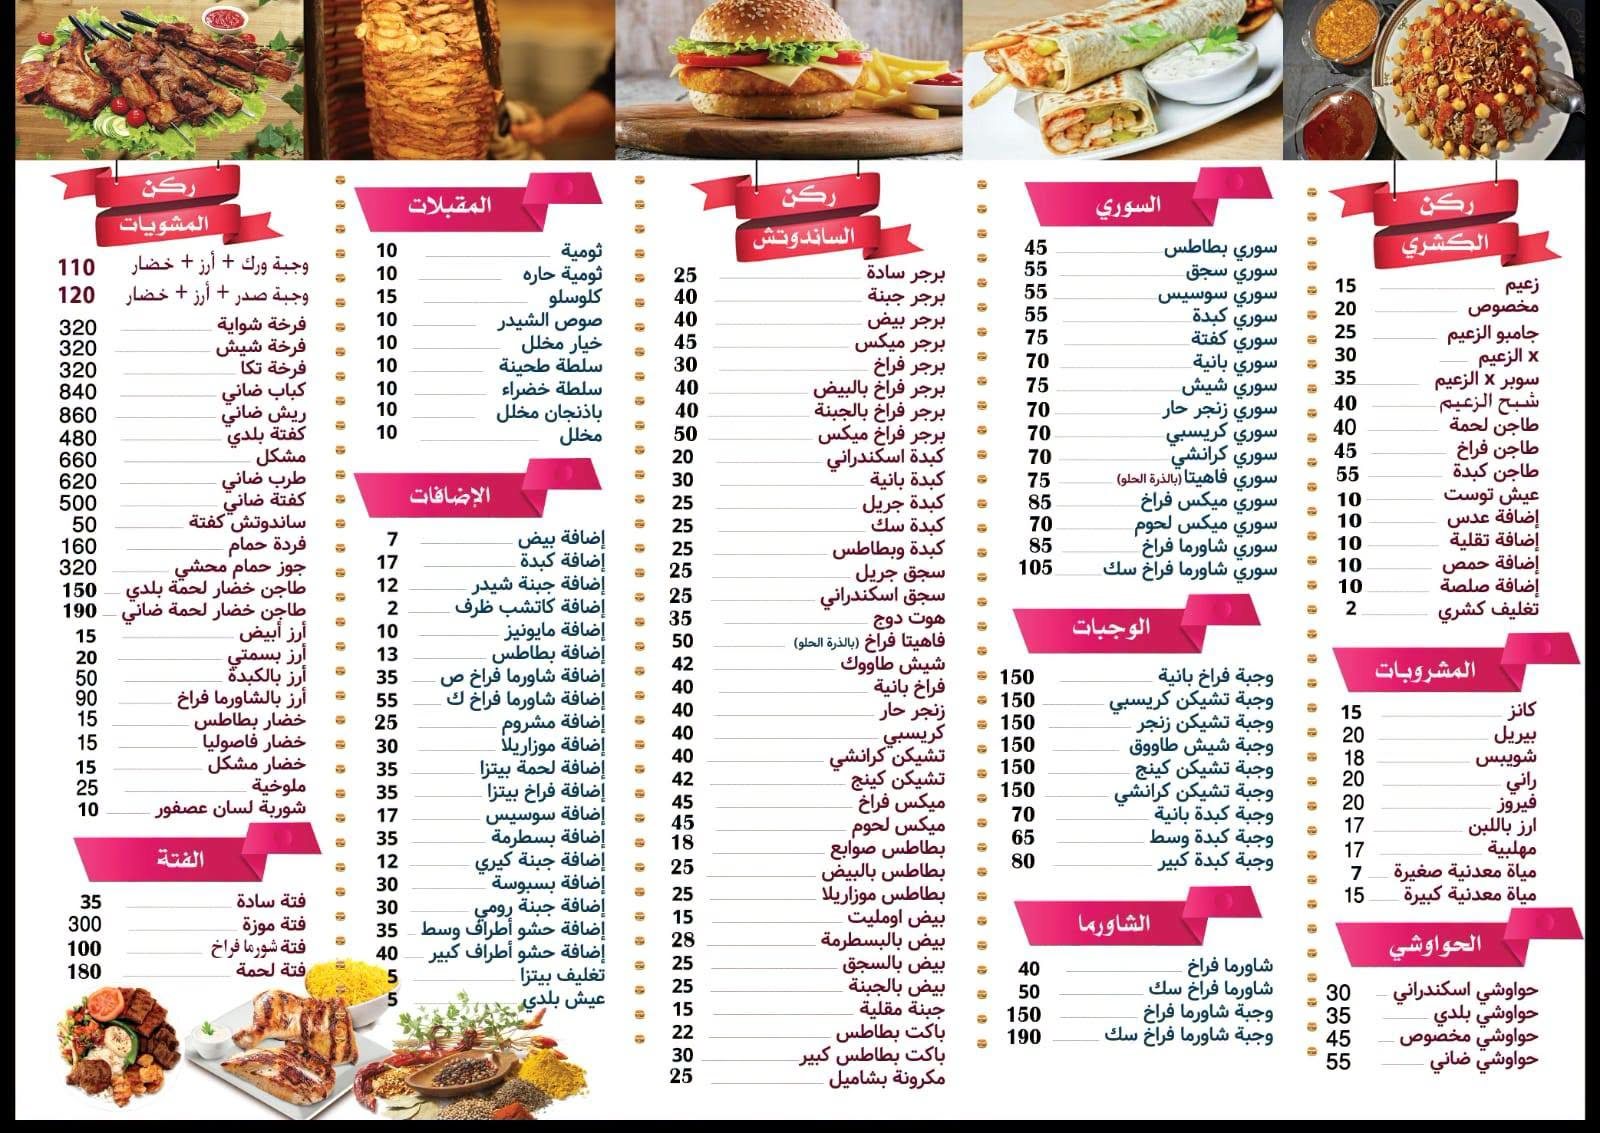 ركن
الكشري
زعيم 15
مخصوص 20
جامبو الزعيم 25
x الزعيم 30
سوبر x الزعيم 35
شبح الزعيم 40
طاجن لحمة 40
طاجن فراخ 45
طاجن كبدة 55
عيش توست 10
إضافة عدس 10
إضافة تقلية 10
إضافة حمص 10
إضافة صلصة 10
تغليف كشري 2
المشروبات
كانز 15
بيريل 20
شويبس 18
راني 20
فيروز 20
ارز باللبن 17
مهلبية 17
مياة معدنية صغيرة 7
مياة معدنية كبيرة 15
الحواوشي
حواوشي اسكندراني 30
حواوشي بلدي 35
حواوشي مخصوص 45
حواوشي ضاني 55
السوري
سوري بطاطس 45
سوري سجق 55
سوري سوسيس 55
سوري كبدة 55
سوري كفتة 75
سوري بانية 70
سوري شيش 75
سوري زنجر حار 70
سوري كريسبي 70
سوري كرانشي 70
سوري فاهيتا (بالذرة الحلو) 75
سوري ميكس فراخ 85
سوري ميكس لحوم 70
سوري شاورما فراخ 85
سوري شاورما فراخ سك 105
الوجبات
وجبة فراخ بانية 150
وجبة تشيكن كريسبي 150
وجبة تشيكن زنجر 150
وجبة شيش طاووق 150
وجبة تشيكن كينج 150
وجبة تشيكن كرانشي 150
وجبة كبدة بانية 70
وجبة كبدة وسط 65
وجبة كبدة كبير 80
الشاورما
شاورما فراخ 40
شاورما فراخ سك 50
وجبة شاورما فراخ 150
وجبة شاورما فراخ سك 190
ركن
الساندوتش
برجر سادة 25
برجر جبنة 40
برجر بيض 40
برجر ميكس 45
برجر فراخ 30
برجر فراخ بالبيض 40
برجر فراخ بالجبنة 40
برجر فراخ ميكس 50
كبدة اسكندراني 20
كبدة بانية 30
كبدة جريل 25
كبدة سك 25
كبدة وبطاطس 25
سجق جريل 25
سجق اسكندراني 25
هوت دوج 35
فاهيتا فراخ (بالذرة الحلو) 50
شيش طاووك 42
فراخ بانية 40
زنجر حار 40
كريسبي 40
تشيكن كرانشي 40
تشيكن كينج 42
ميكس فراخ 45
ميكس لحوم 45
بطاطس صوابع 18
بطاطس بالبيض 25
بطاطس موزاريلا 25
بيض اومليت 15
بيض بالبسطرمة 28
بيض بالسجق 25
بيض بالجبنة 25
جبنة مقلية 15
باكت بطاطس 22
باكت بطاطس كبير 30
مكرونة بشاميل 25
المقبلات
ثومية 10
ثومية حاره 10
كلوسلو 15
صوص الشيدر 10
خيار مخلل 10
سلطة طحينة 10
سلطة خضراء 10
باذنجان مخلل 10
مخلل 10
الإضافات
إضافة بيض 7
إضافة كبدة 17
إضافة جبنة شيدر 12
إضافة كاتشب ظرف 2
إضافة مايونيز 10
إضافة بطاطس 13
إضافة شاورما فراخ ص 35
إضافة شاورما فراخ ك 55
إضافة مشروم 25
إضافة موزاريلا 30
إضافة لحمة بيتزا 35
إضافة فراخ بيتزا 35
إضافة سوسيس 17
إضافة بسطرمة 35
إضافة جبنة كيري 12
إضافة بسبوسة 30
إضافة جبنة رومي 30
إضافة حشو أطراف وسط 35
إضافة حشو أطراف كبير 40
تغليف بيتزا 5
عيش بلدي 5
ركن
المشويات
وجبة ورك + أرز + خضار 110
وجبة صدر + أرز + خضار 120
فرخة شواية 320
فرخة شيش 320
فرخة تكا 320
كباب ضاني 840
ريش ضاني 860
كفتة بلدي 480
مشكل 660
طرب ضاني 620
كفتة ضاني 500
ساندوتش كفتة 50
فردة حمام 160
جوز حمام محشي 320
طاجن خضار لحمة بلدي 150
طاجن خضار لحمة ضاني 190
أرز أبيض 15
أرز بسمتي 20
أرز بالكبدة 50
أرز بالشاورما فراخ 90
خضار بطاطس 15
خضار فاصوليا 15
خضار مشكل 15
ملوخية 25
شوربة لسان عصفور 10
الفتة
فتة سادة 35
فتة موزة 300
فتة شورما فراخ 100
فتة لحمة 180